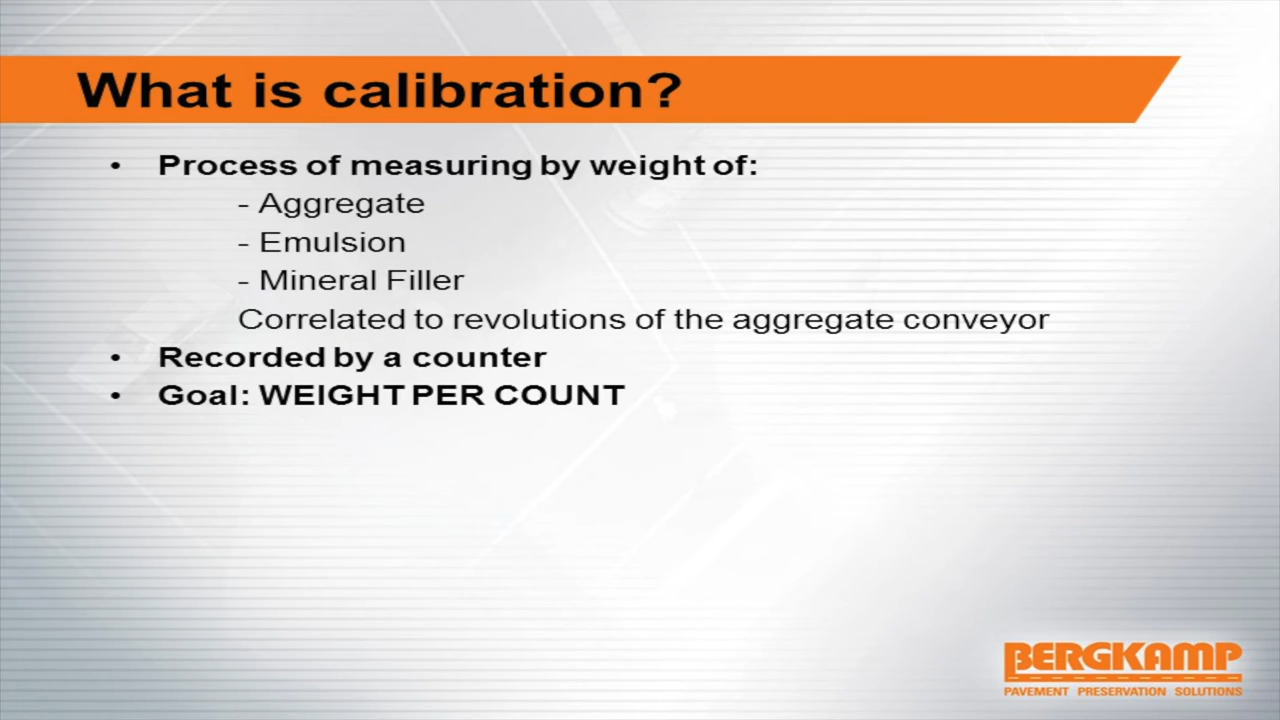 What is calibration?
• Process of measuring by weight of:
- Aggregate
- Emulsion
- Mineral Filler
Correlated to revolutions of the aggregate conveyor
• Recorded by a counter
• Goal: WEIGHT PER COUNT
BERGKAMP
PAVEMENT PRESERVATION SOLUTIONS